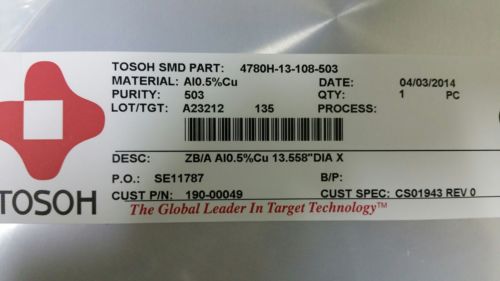 TOSOH SMD PART: 4780H-13-108-503
MATERIAL: Al0.5%Cu DATE: 04/03/2014
PURITY: 503 QTY: 1 PC
LOT/TGT: A23212 135 PROCESS:
DESC: ZB/A Al0.5%Cu 13.558"DIA X
P.O.: SE11787 B/P:
CUST P/N: 190-00049 CUST SPEC: CS01943 REV 0
TOSOH The Global Leader In Target Technology™